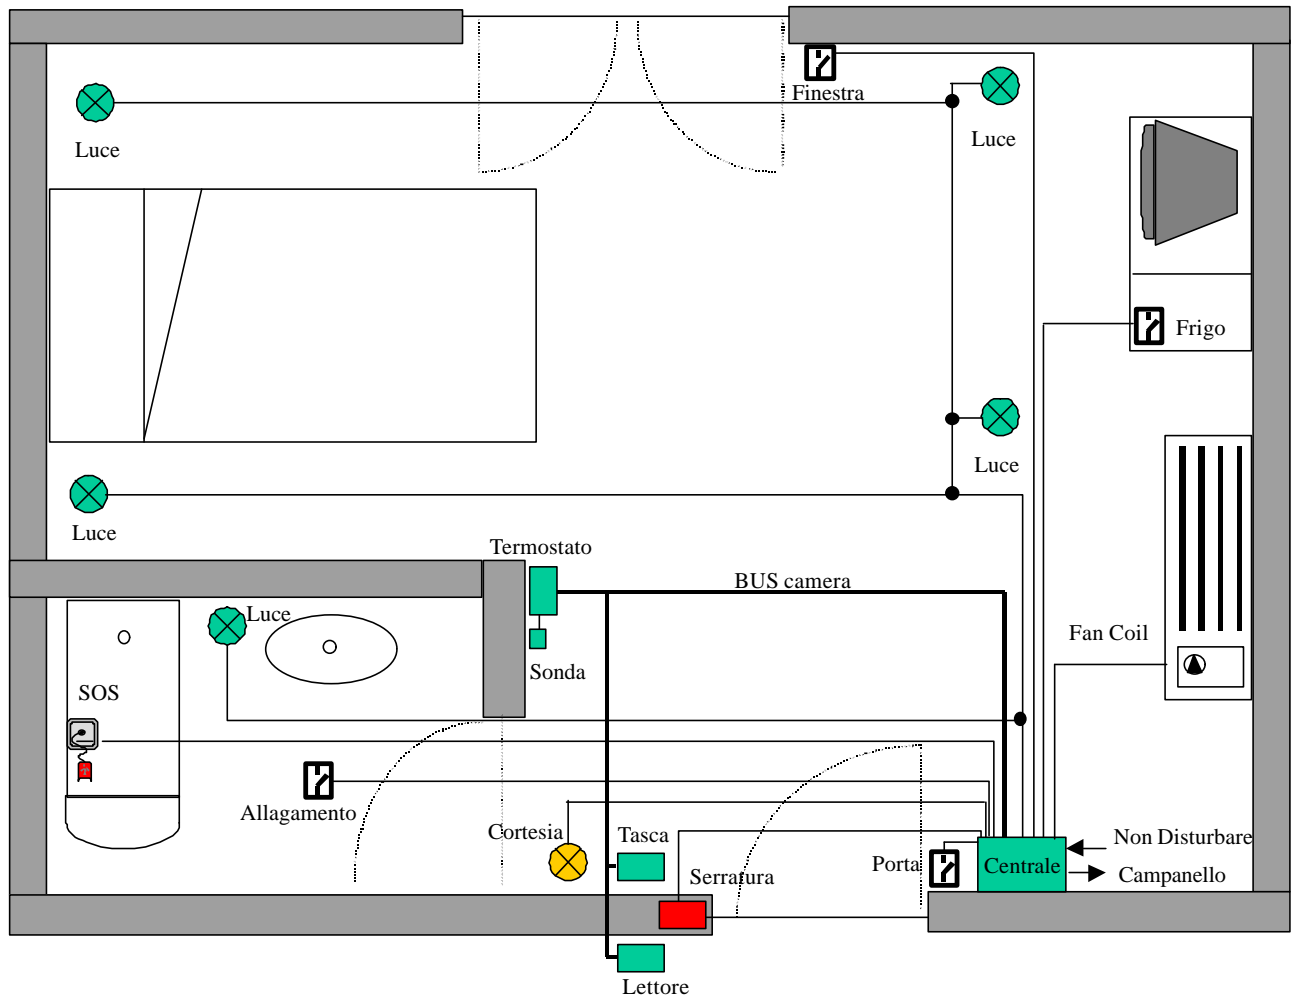 Finestra
Luce
Luce
Frigo
Luce
Luce
Termostato
BUS camera
Luce
Fan Coil
Sonda
SOS
Allagamento
Cortesia
Tasca
Non Disturbare
Porta
Centrale
Serratura
Campanello
Lettore